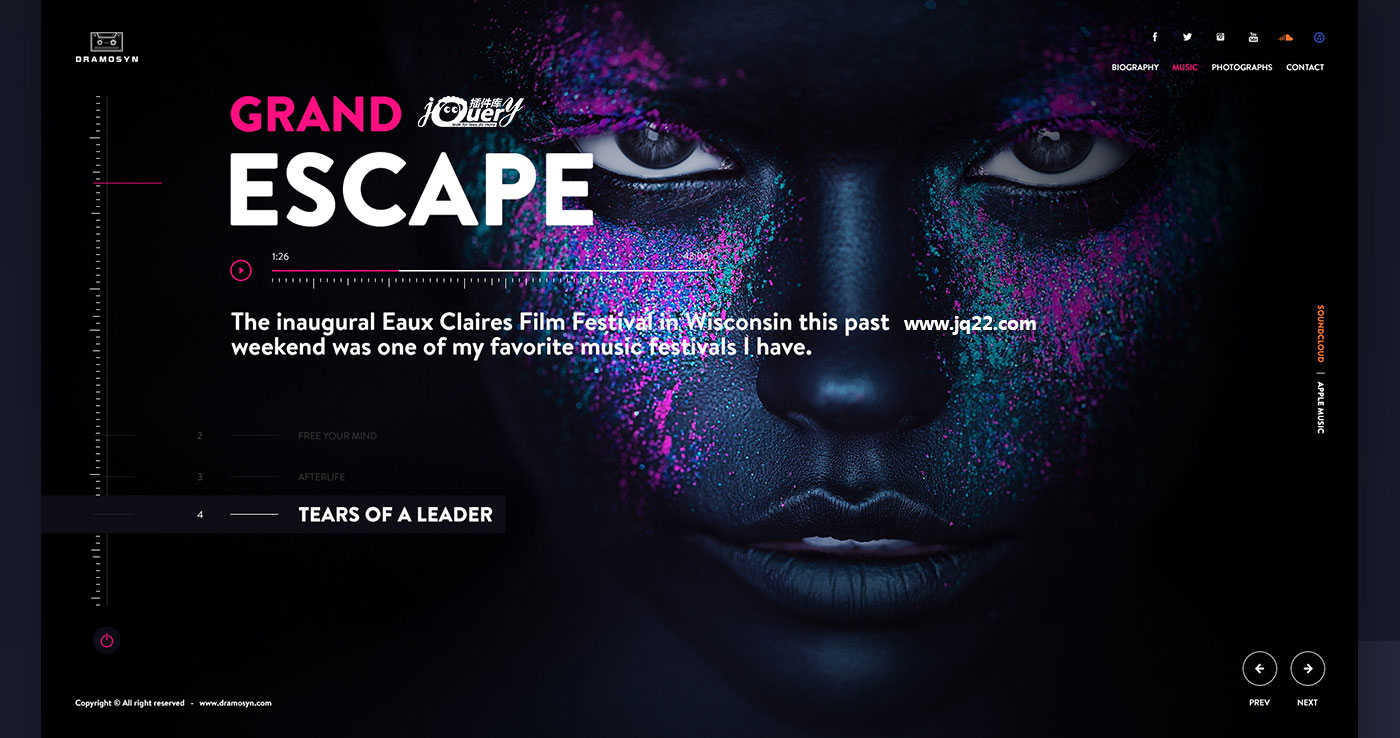 DRAMOSYN
BIOGRAPHY MUSIC PHOTOGRAPHS CONTACT
GRAND
jQuery 插件库
ESCAPE
1:26
The inaugural Eaux Claires Film Festival in Wisconsin this past www.jq22.com
weekend was one of my favorite music festivals I have.
SOUNDCLOUD | APPLE MUSIC
2 FREE YOUR MIND
3 AFTERLIFE
4 TEARS OF A LEADER
PREV NEXT
Copyright © All right reserved - www.dramosyn.com